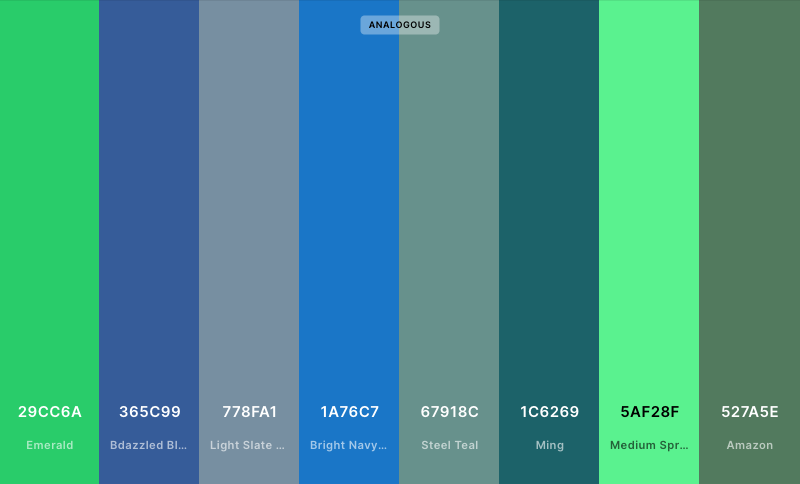 ANALOGOUS
29CC6A 365C99 778FA1 1A76C7 67918C 1C6269 5AF28F 527A5E
Emerald Bdazzled Bl... Light Slate ... Bright Navy... Steel Teal Ming Medium Spr... Amazon